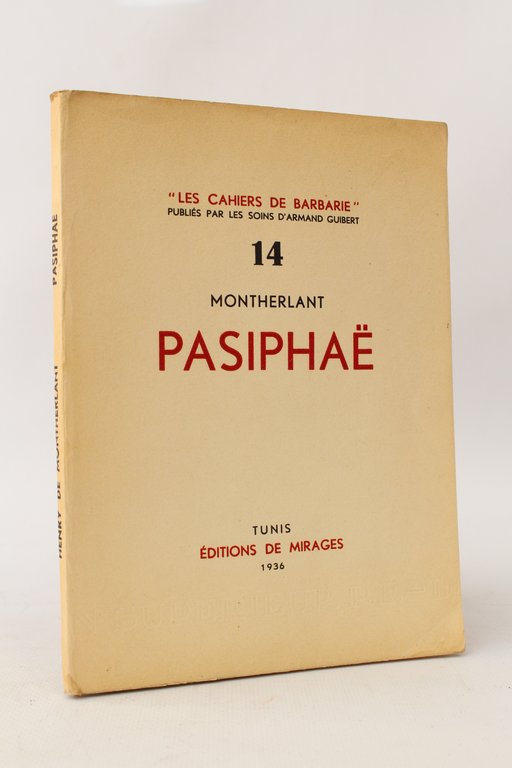 "LES CAHIERS DE BARBARIE"
PUBLIÉS PAR LES SOINS D'ARMAND GUIBERT
14
MONTHERLANT
PASIPHAË
TUNIS
ÉDITIONS DE MIRAGES
1936
HENRY DE MONTHERLANT PASIPHAË